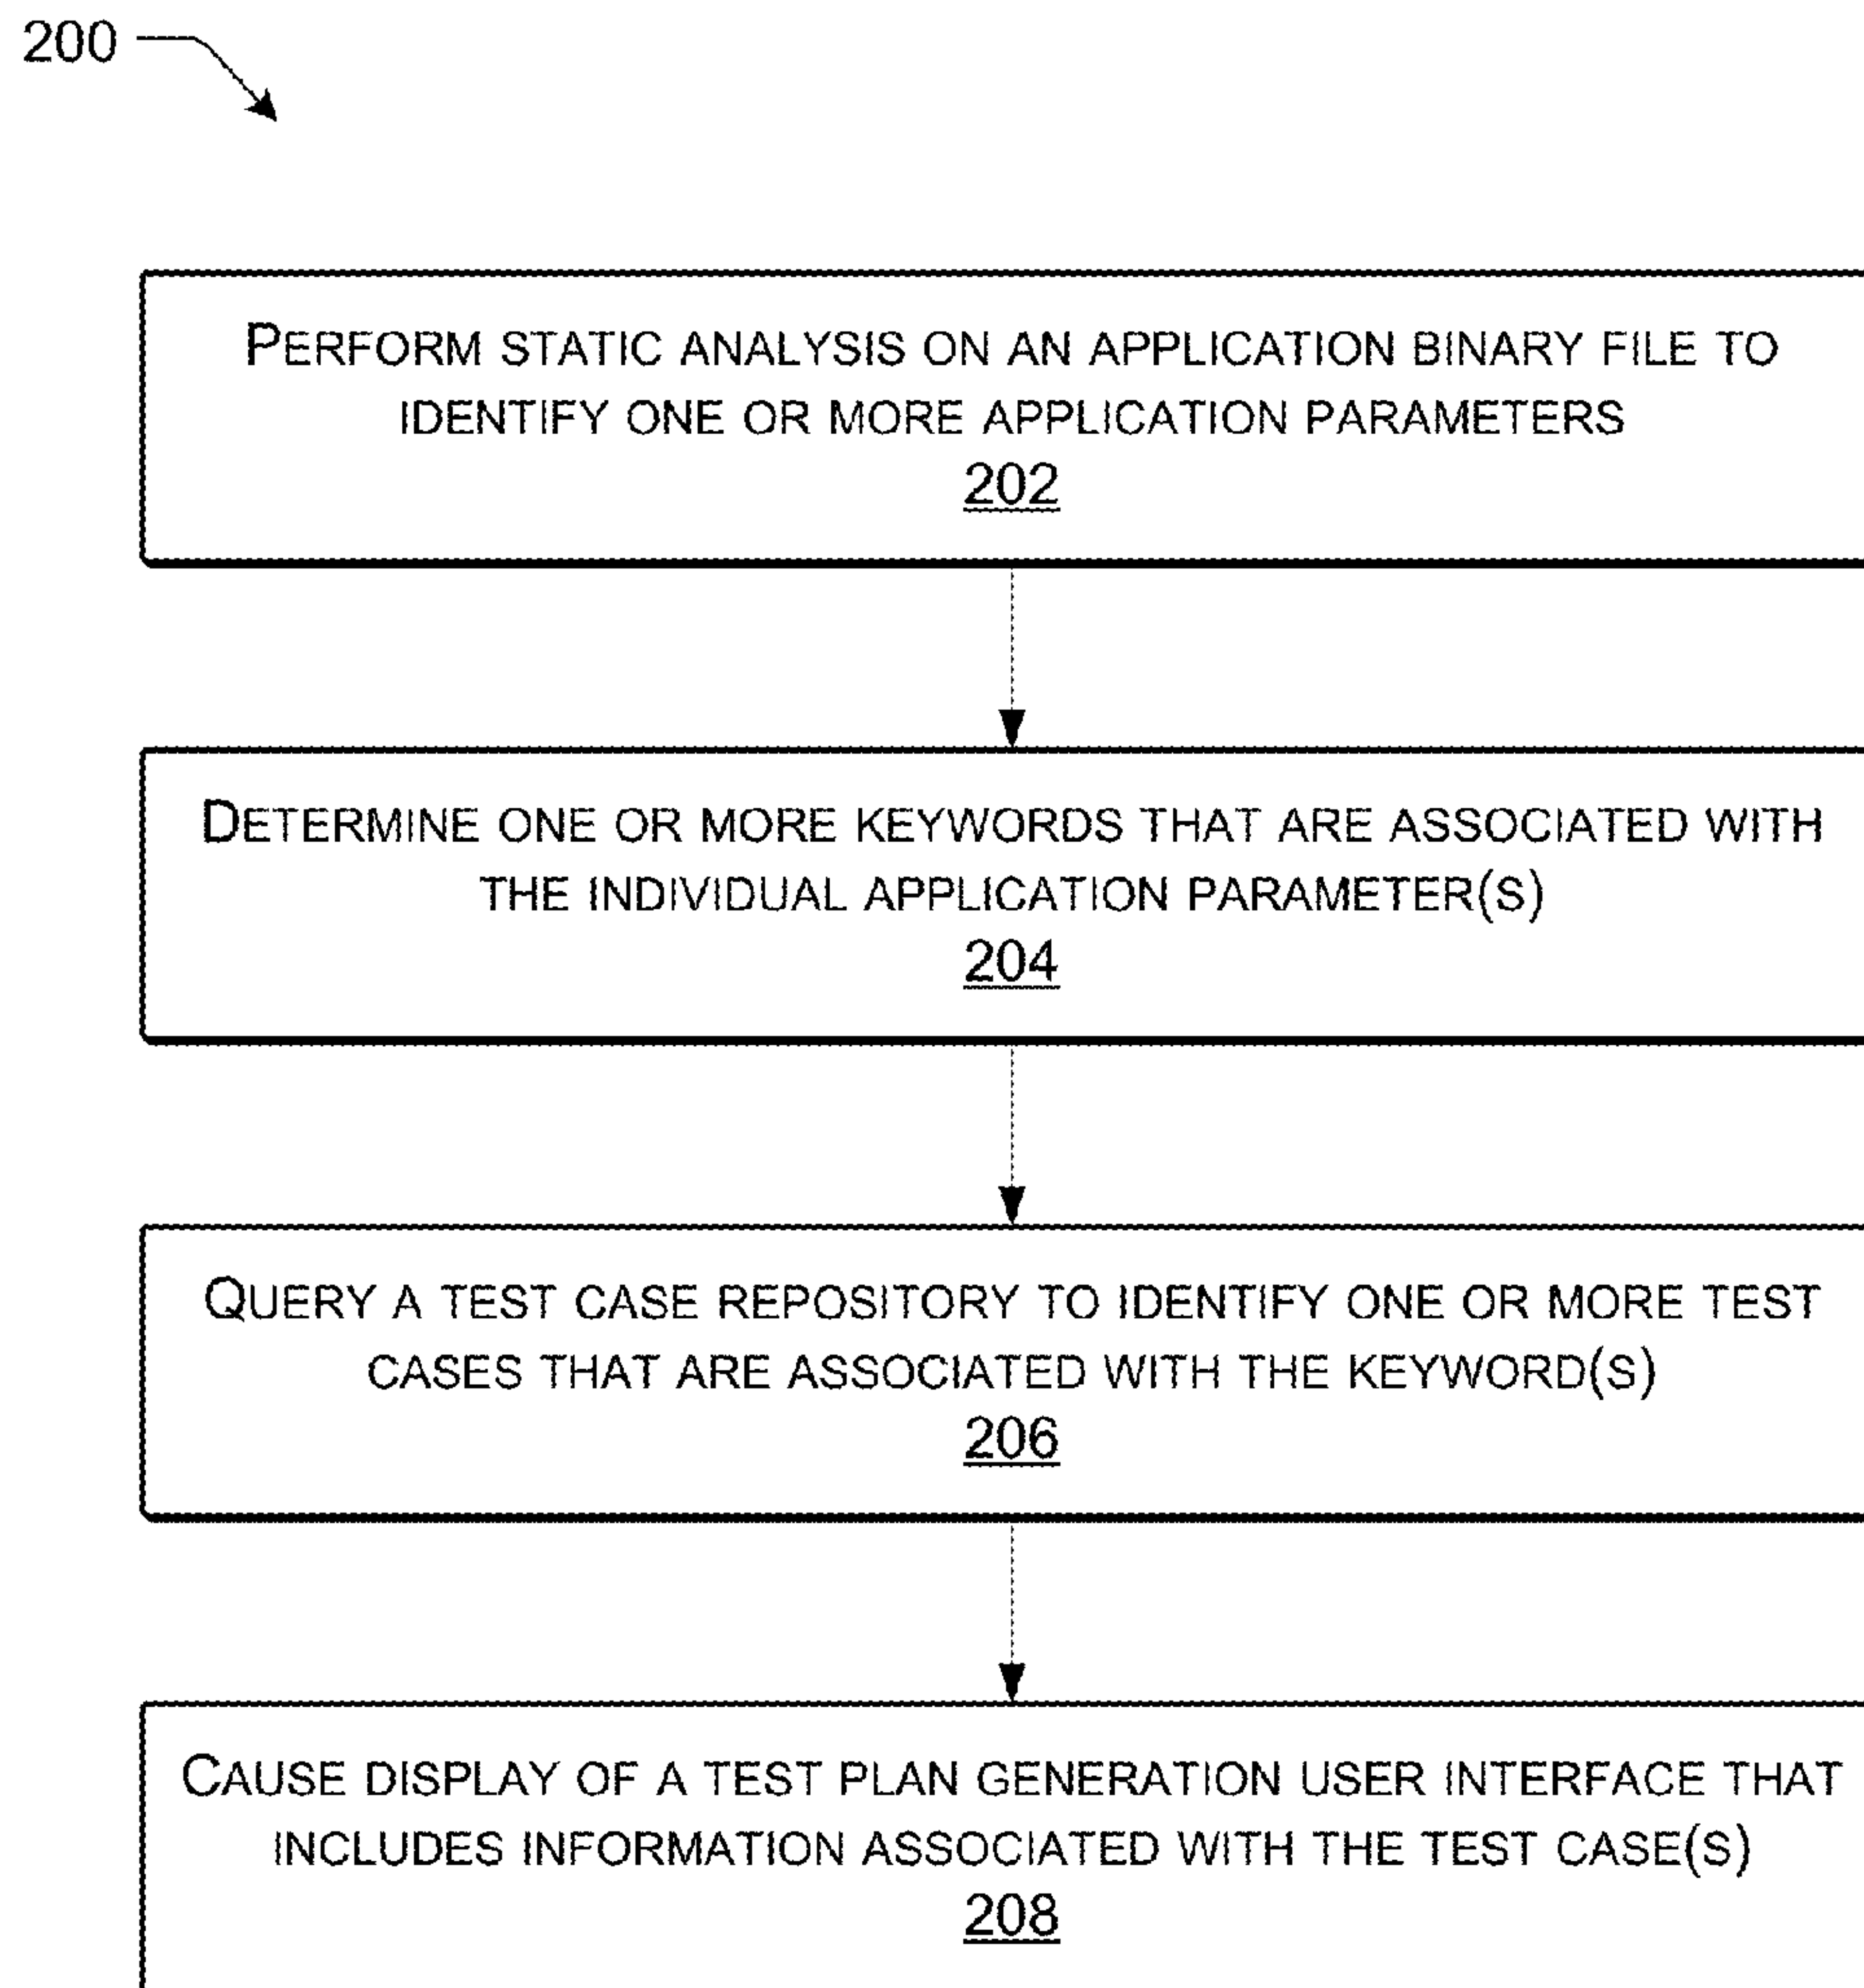 200
PERFORM STATIC ANALYSIS ON AN APPLICATION BINARY FILE TO
IDENTIFY ONE OR MORE APPLICATION PARAMETERS
202
DETERMINE ONE OR MORE KEYWORDS THAT ARE ASSOCIATED WITH
THE INDIVIDUAL APPLICATION PARAMETER(S)
204
QUERY A TEST CASE REPOSITORY TO IDENTIFY ONE OR MORE TEST
CASES THAT ARE ASSOCIATED WITH THE KEYWORD(S)
206
CAUSE DISPLAY OF A TEST PLAN GENERATION USER INTERFACE THAT
INCLUDES INFORMATION ASSOCIATED WITH THE TEST CASE(S)
208